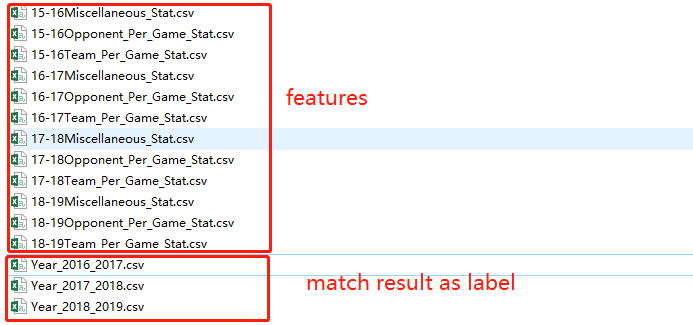 15-16Miscellaneous_Stat.csv
15-16Opponent_Per_Game_Stat.csv
15-16Team_Per_Game_Stat.csv
16-17Miscellaneous_Stat.csv
16-17Opponent_Per_Game_Stat.csv
16-17Team_Per_Game_Stat.csv
17-18Miscellaneous_Stat.csv
17-18Opponent_Per_Game_Stat.csv
17-18Team_Per_Game_Stat.csv
18-19Miscellaneous_Stat.csv
18-19Opponent_Per_Game_Stat.csv
18-19Team_Per_Game_Stat.csv
features
Year_2016_2017.csv
Year_2017_2018.csv
Year_2018_2019.csv
match result as label